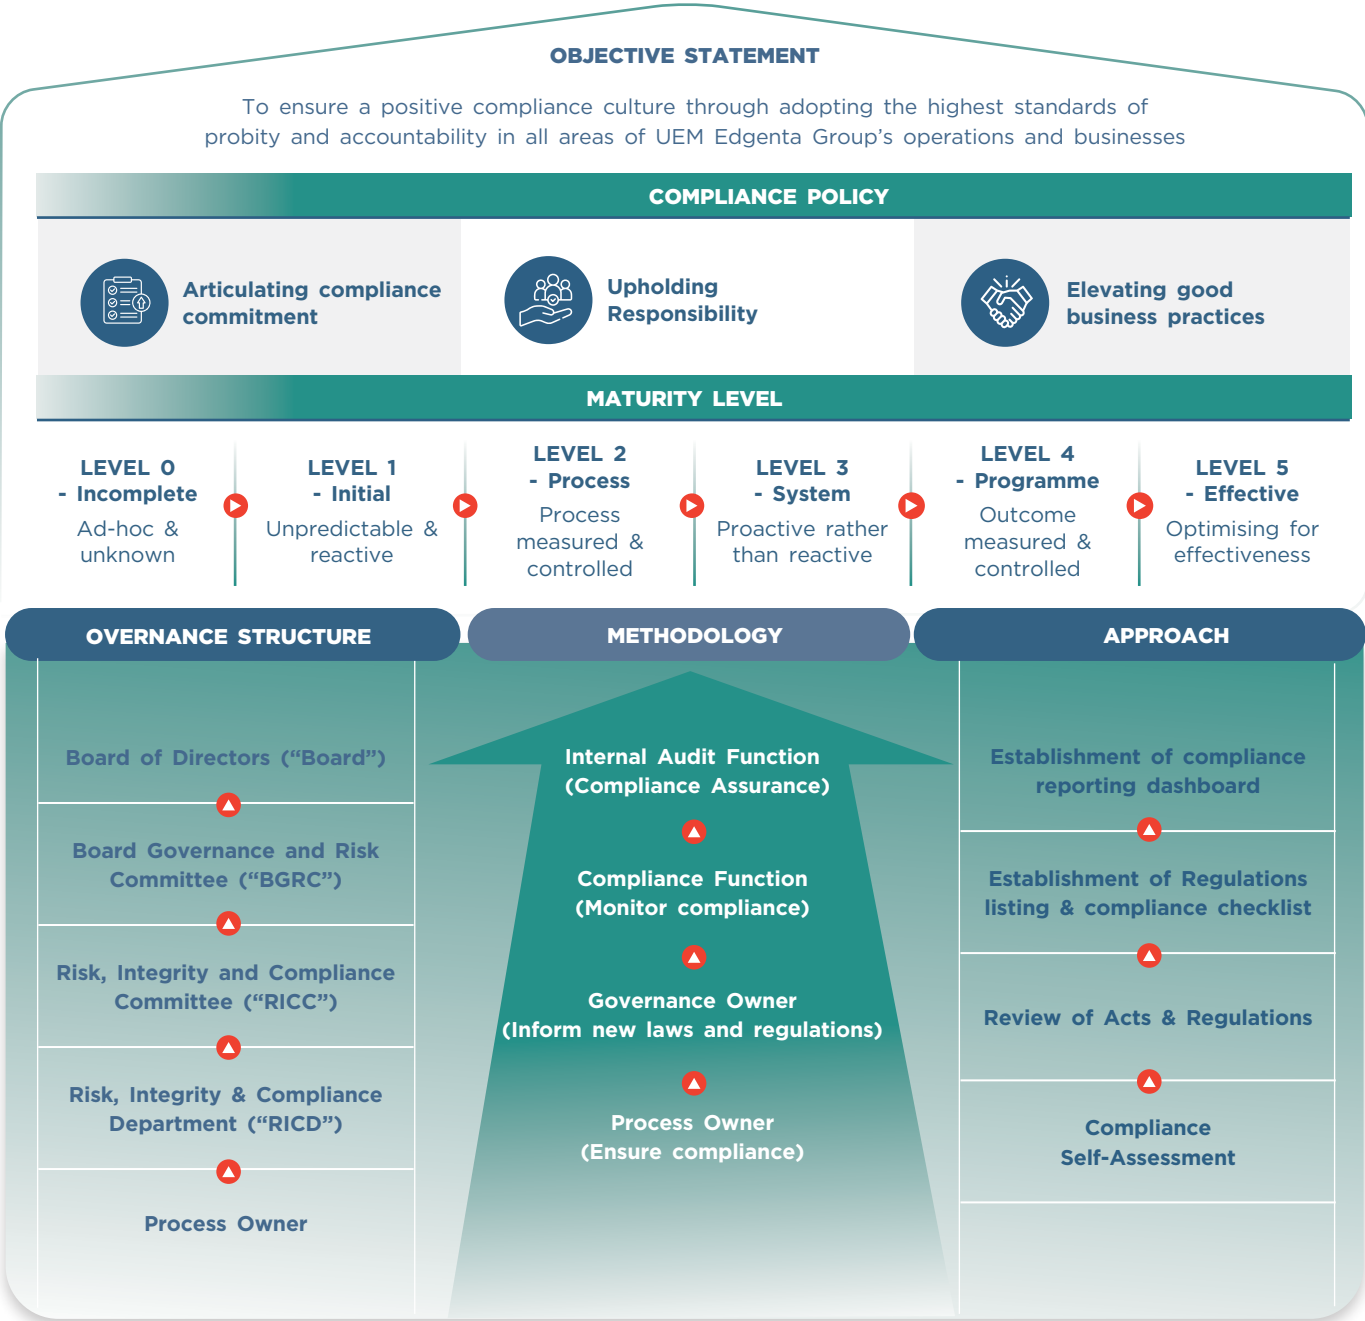 OBJECTIVE STATEMENT
To ensure a positive compliance culture through adopting the highest standards of
probity and accountability in all areas of UEM Edgenta Group's operations and businesses
COMPLIANCE POLICY
Articulating compliance
commitment
Upholding
Responsibility
Elevating good
business practices
MATURITY LEVEL
LEVEL 0
- Incomplete
Ad-hoc &
unknown
LEVEL 1
- Initial
Unpredictable &
reactive
LEVEL 2
- Process
Process
measured &
controlled
LEVEL 3
- System
Proactive rather
than reactive
LEVEL 4
- Programme
Outcome
measured &
controlled
LEVEL 5
- Effective
Optimising for
effectiveness
OVERNANCE STRUCTURE
Board of Directors (“Board”)
Board Governance and Risk
Committee (“BGRC”)
Risk, Integrity and Compliance
Committee (“RICC”)
Risk, Integrity & Compliance
Department (“RICD”)
Process Owner
METHODOLOGY
Internal Audit Function
(Compliance Assurance)
Compliance Function
(Monitor compliance)
Governance Owner
(Inform new laws and regulations)
Process Owner
(Ensure compliance)
APPROACH
Establishment of compliance
reporting dashboard
Establishment of Regulations
listing & compliance checklist
Review of Acts & Regulations
Compliance
Self-Assessment